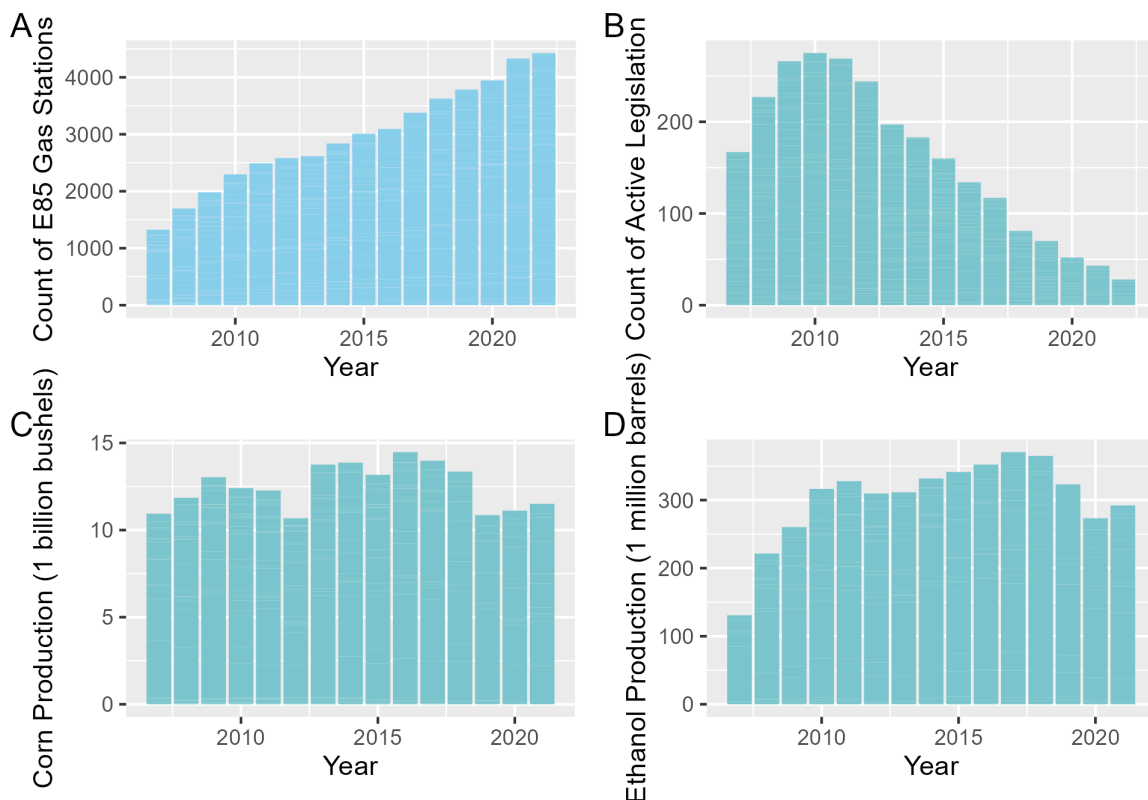 A
Count of E85 Gas Stations
4000
3000
2000
1000
0
2010
2015
2020
Year
B
Count of Active Legislation
200
100
0
2010
2015
2020
Year
C
Corn Production (1 billion bushels)
15
10
5
0
2010
2015
2020
Year
D
Ethanol Production (1 million barrels)
300
200
100
0
2010
2015
2020
Year